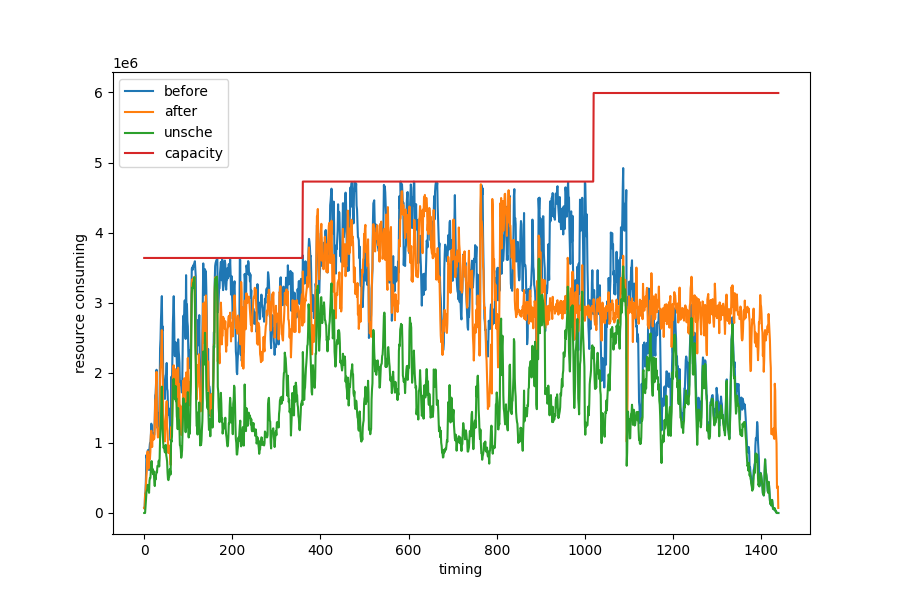 1e6
before
after
unsche
capacity
6
5
4
3
2
1
0
resource consuming
0 200 400 600 800 1000 1200 1400
timing